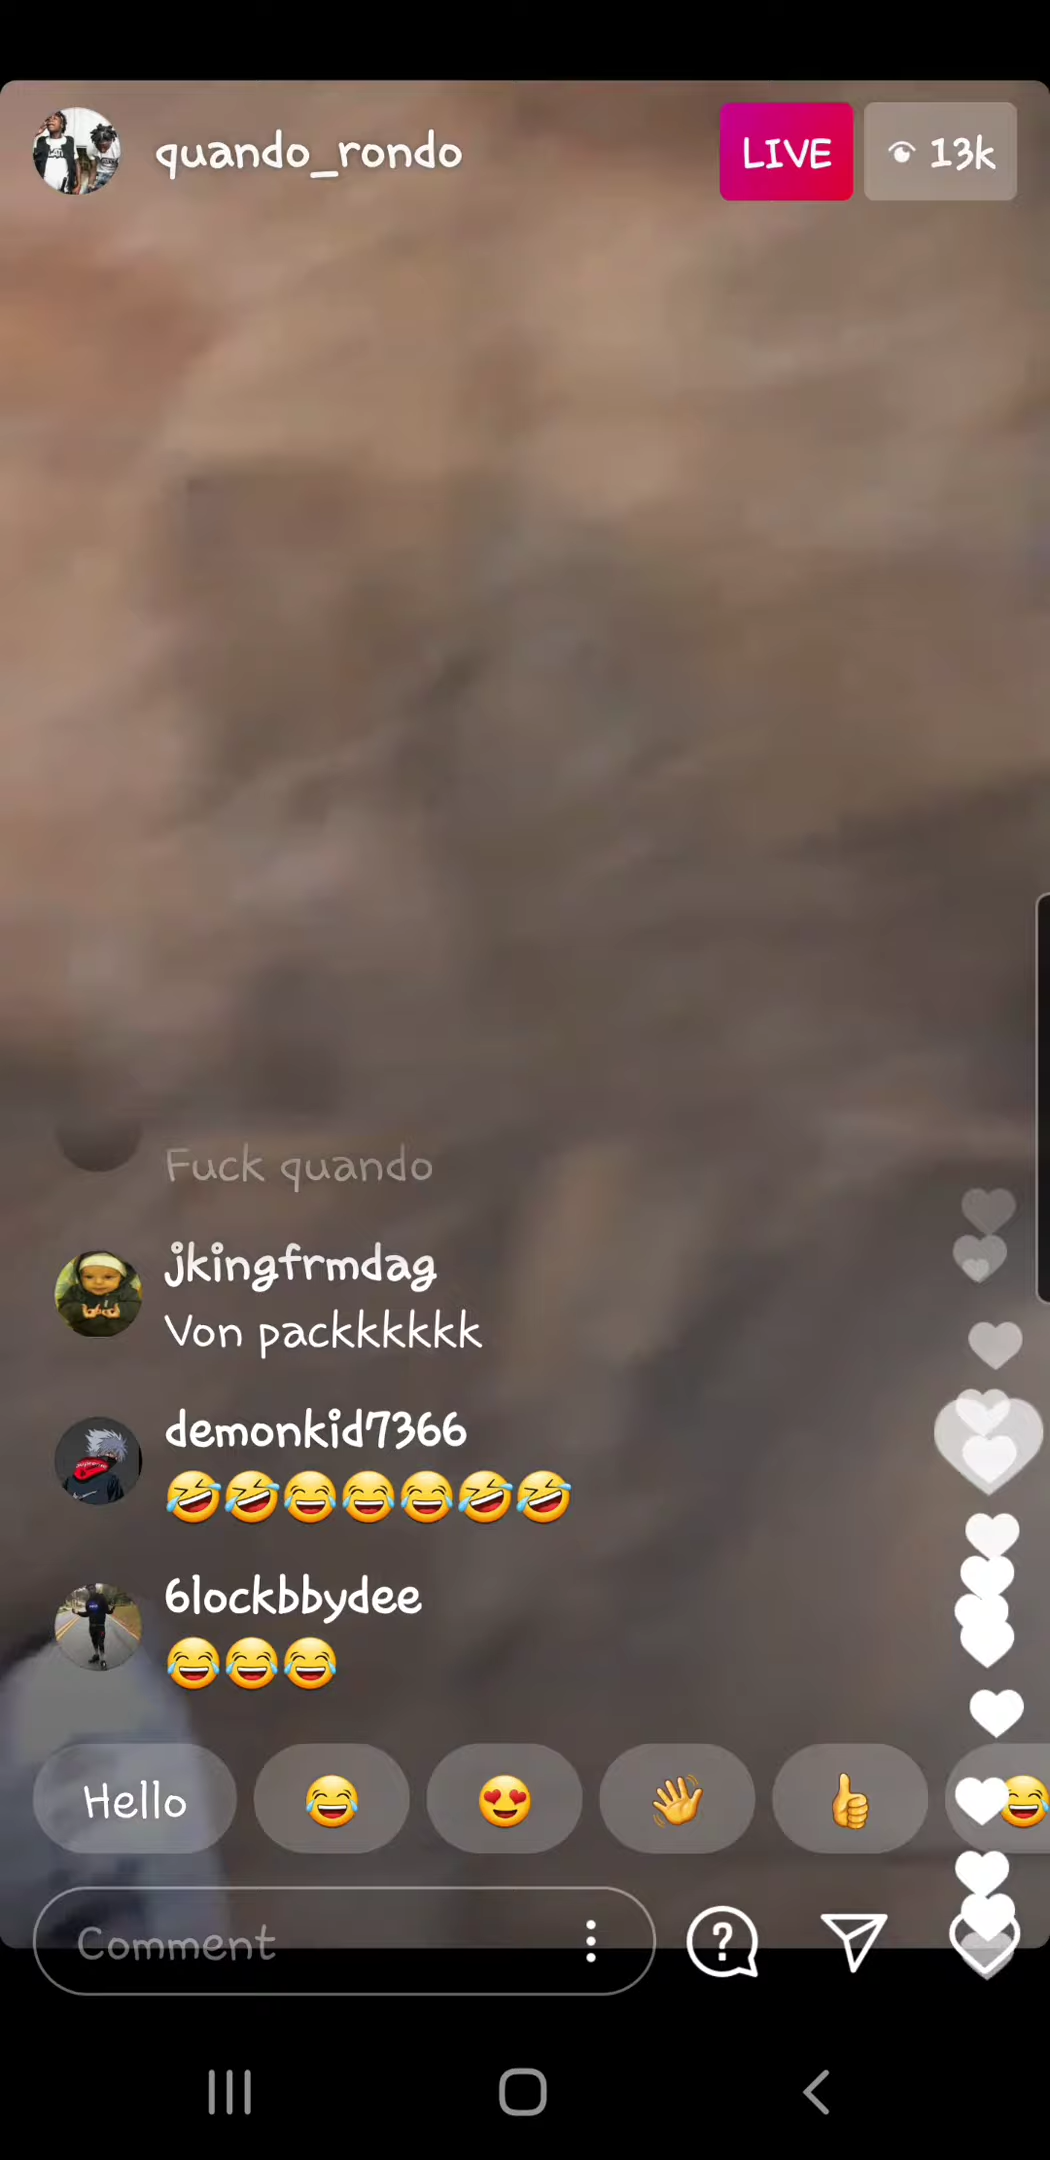 quando_rondo
LIVE
13k
Fuck quando
jkingfrmdag
Von packkkkkk
demonkid7366
🤣🤣😂😂😂🤣🤣
6lockbbydee
😂😂😂
Hello 😂 😍 👋 👍 😂
Comment